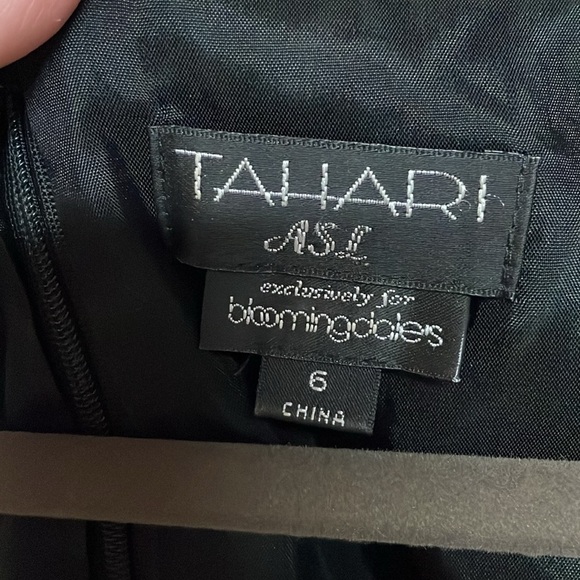 TAHARI
ASL
exclusively for
bloomingdale's
6
CHINA